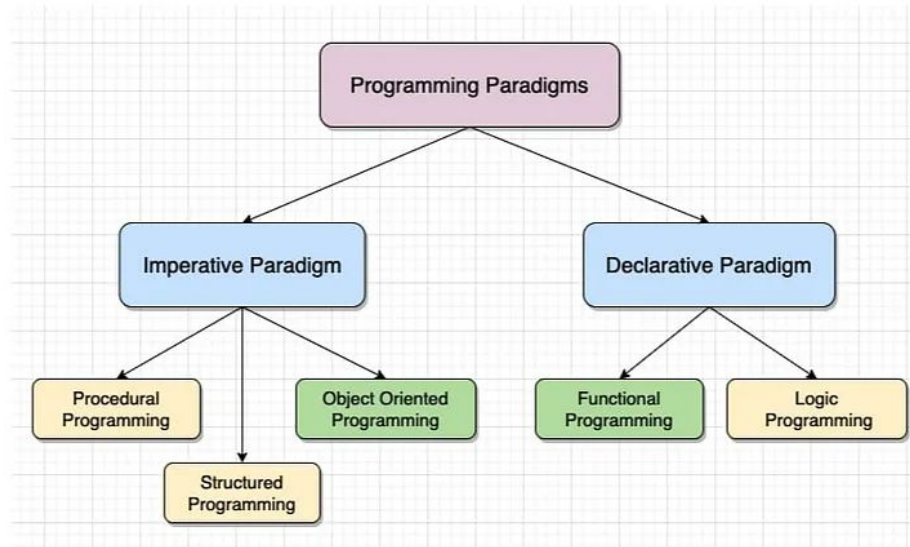 Programming Paradigms
Imperative Paradigm
Declarative Paradigm
Procedural
Programming
Object Oriented
Programming
Functional
Programming
Logic
Programming
Structured
Programming